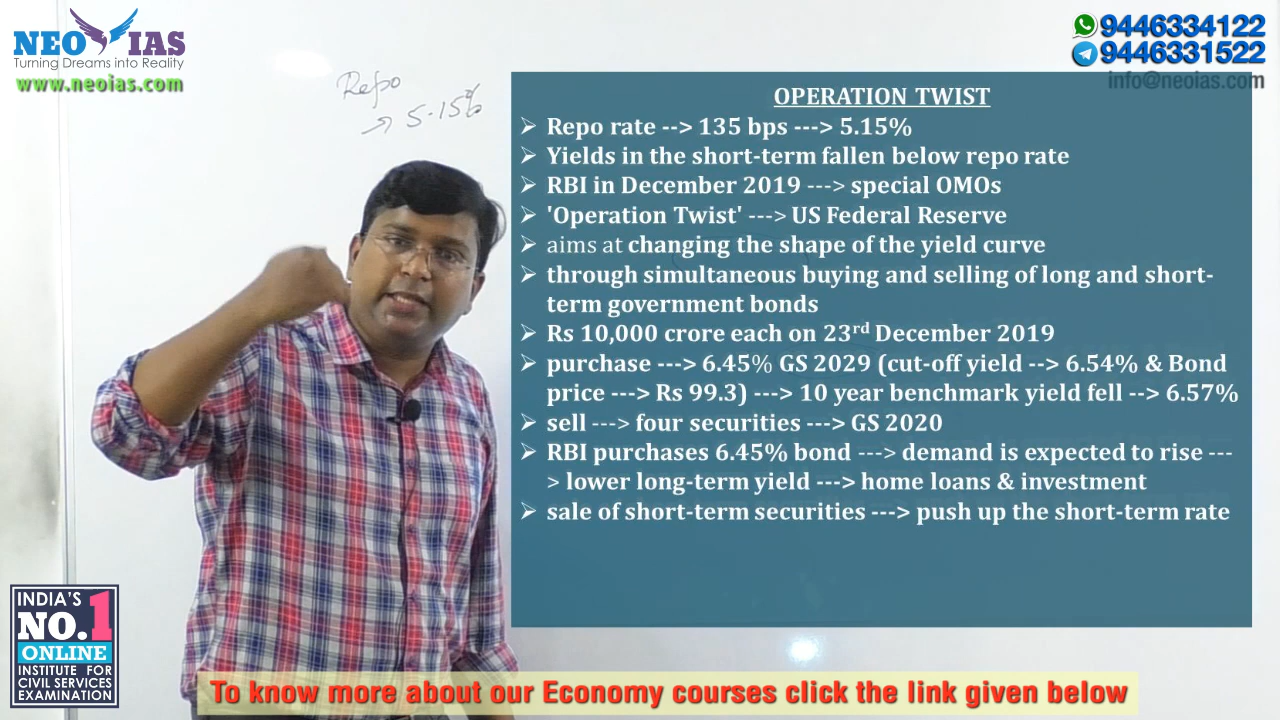 NEO IAS
Turning Dreams into Reality
www.neoias.com
9446334122
9446331522
info@neoias.com
Repo
→ 5.15%
OPERATION TWIST
➢ Repo rate --> 135 bps ---> 5.15%
➢ Yields in the short-term fallen below repo rate
➢ RBI in December 2019 ---> special OMOs
➢ 'Operation Twist' ---> US Federal Reserve
➢ aims at changing the shape of the yield curve
➢ through simultaneous buying and selling of long and short-
term government bonds
➢ Rs 10,000 crore each on 23rd December 2019
➢ purchase ---> 6.45% GS 2029 (cut-off yield --> 6.54% & Bond
price ---> Rs 99.3) ---> 10 year benchmark yield fell --> 6.57%
➢ sell ---> four securities ---> GS 2020
➢ RBI purchases 6.45% bond ---> demand is expected to rise ---
> lower long-term yield ---> home loans & investment
➢ sale of short-term securities ---> push up the short-term rate
INDIA'S
NO.1
ONLINE
INSTITUTE FOR
CIVIL SERVICES
EXAMINATION
To know more about our Economy courses click the link given below